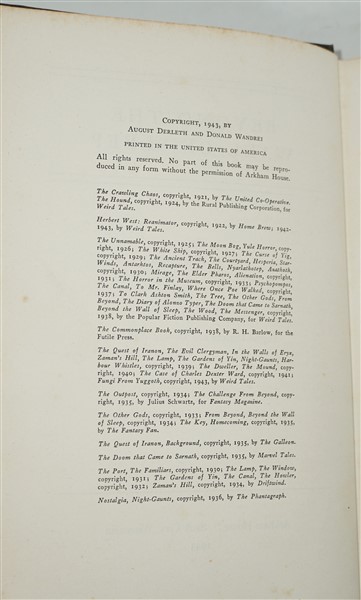 COPYRIGHT, 1943, BY
AUGUST DERLETH AND DONALD WANDREI
PRINTED IN THE UNITED STATES OF AMERICA
All rights reserved. No part of this book may be repro-
duced in any form without the permission of Arkham House.
The Crawling Chaos, copyright, 1921, by The United Co-Operative.
The Hound, copyright, 1924, by the Rural Publishing Corporation, for
Weird Tales.
Herbert West: Reanimator, copyright, 1922, by Home Brew; 1942-
1943, by Weird Tales.
The Unnamable, copyright, 1925; The Moon Bog, Yule Horror, copy-
right, 1926; The White Ship, copyright, 1927; The Curse of Yig,
copyright, 1929; The Ancient Track, The Courtyard, Hesperia, Star-
Winds, Antarktos, Recapture, The Bells, Nyarlathotep, Azathoth,
copyright, 1930; Mirage, The Elder Pharos, Alienation, copyright,
1931; The Horror in the Museum, copyright, 1933; Psychopompos,
The Canal, To Mr. Finlay, Where Once Poe Walked, copyright,
1937; To Clark Ashton Smith, The Tree, The Other Gods, From
Beyond, The Diary of Alonzo Typer, The Doom that Came to Sarnath,
Beyond the Wall of Sleep, The Wood, The Messenger, copyright,
1938, by the Popular Fiction Publishing Company, for Weird Tales.
The Commonplace Book, copyright, 1938, by R. H. Barlow, for the
Futile Press.
The Quest of Iranon, The Evil Clergyman, In the Walls of Eryx,
Zaman's Hill, The Lamp, The Gardens of Yin, Night-Gaunts, Har-
bour Whistles, copyright, 1939; The Dweller, The Mound, copy-
right, 1940; The Case of Charles Dexter Ward, copyright, 1941;
Fungi From Yuggoth, copyright, 1943, by Weird Tales.
The Outpost, copyright, 1934; The Challenge From Beyond, copy-
right, 1935, by Julius Schwartz, for Fantasy Magazine.
The Other Gods, copyright, 1933; From Beyond, Beyond the Wall
of Sleep, copyright, 1934; The Key, Homecoming, copyright, 1935,
by The Fantasy Fan.
The Quest of Iranon, Background, copyright, 1935, by The Galleon.
The Doom that Came to Sarnath, copyright, 1935, by Marvel Tales.
The Port, The Familiars, copyright, 1930; The Lamp, The Window,
copyright, 1931; The Gardens of Yin, The Canal, The Howler,
copyright, 1932; Zaman's Hill, copyright, 1934, by Driftwind.
Nostalgia, Night-Gaunts, copyright, 1936, by The Phantagraph.